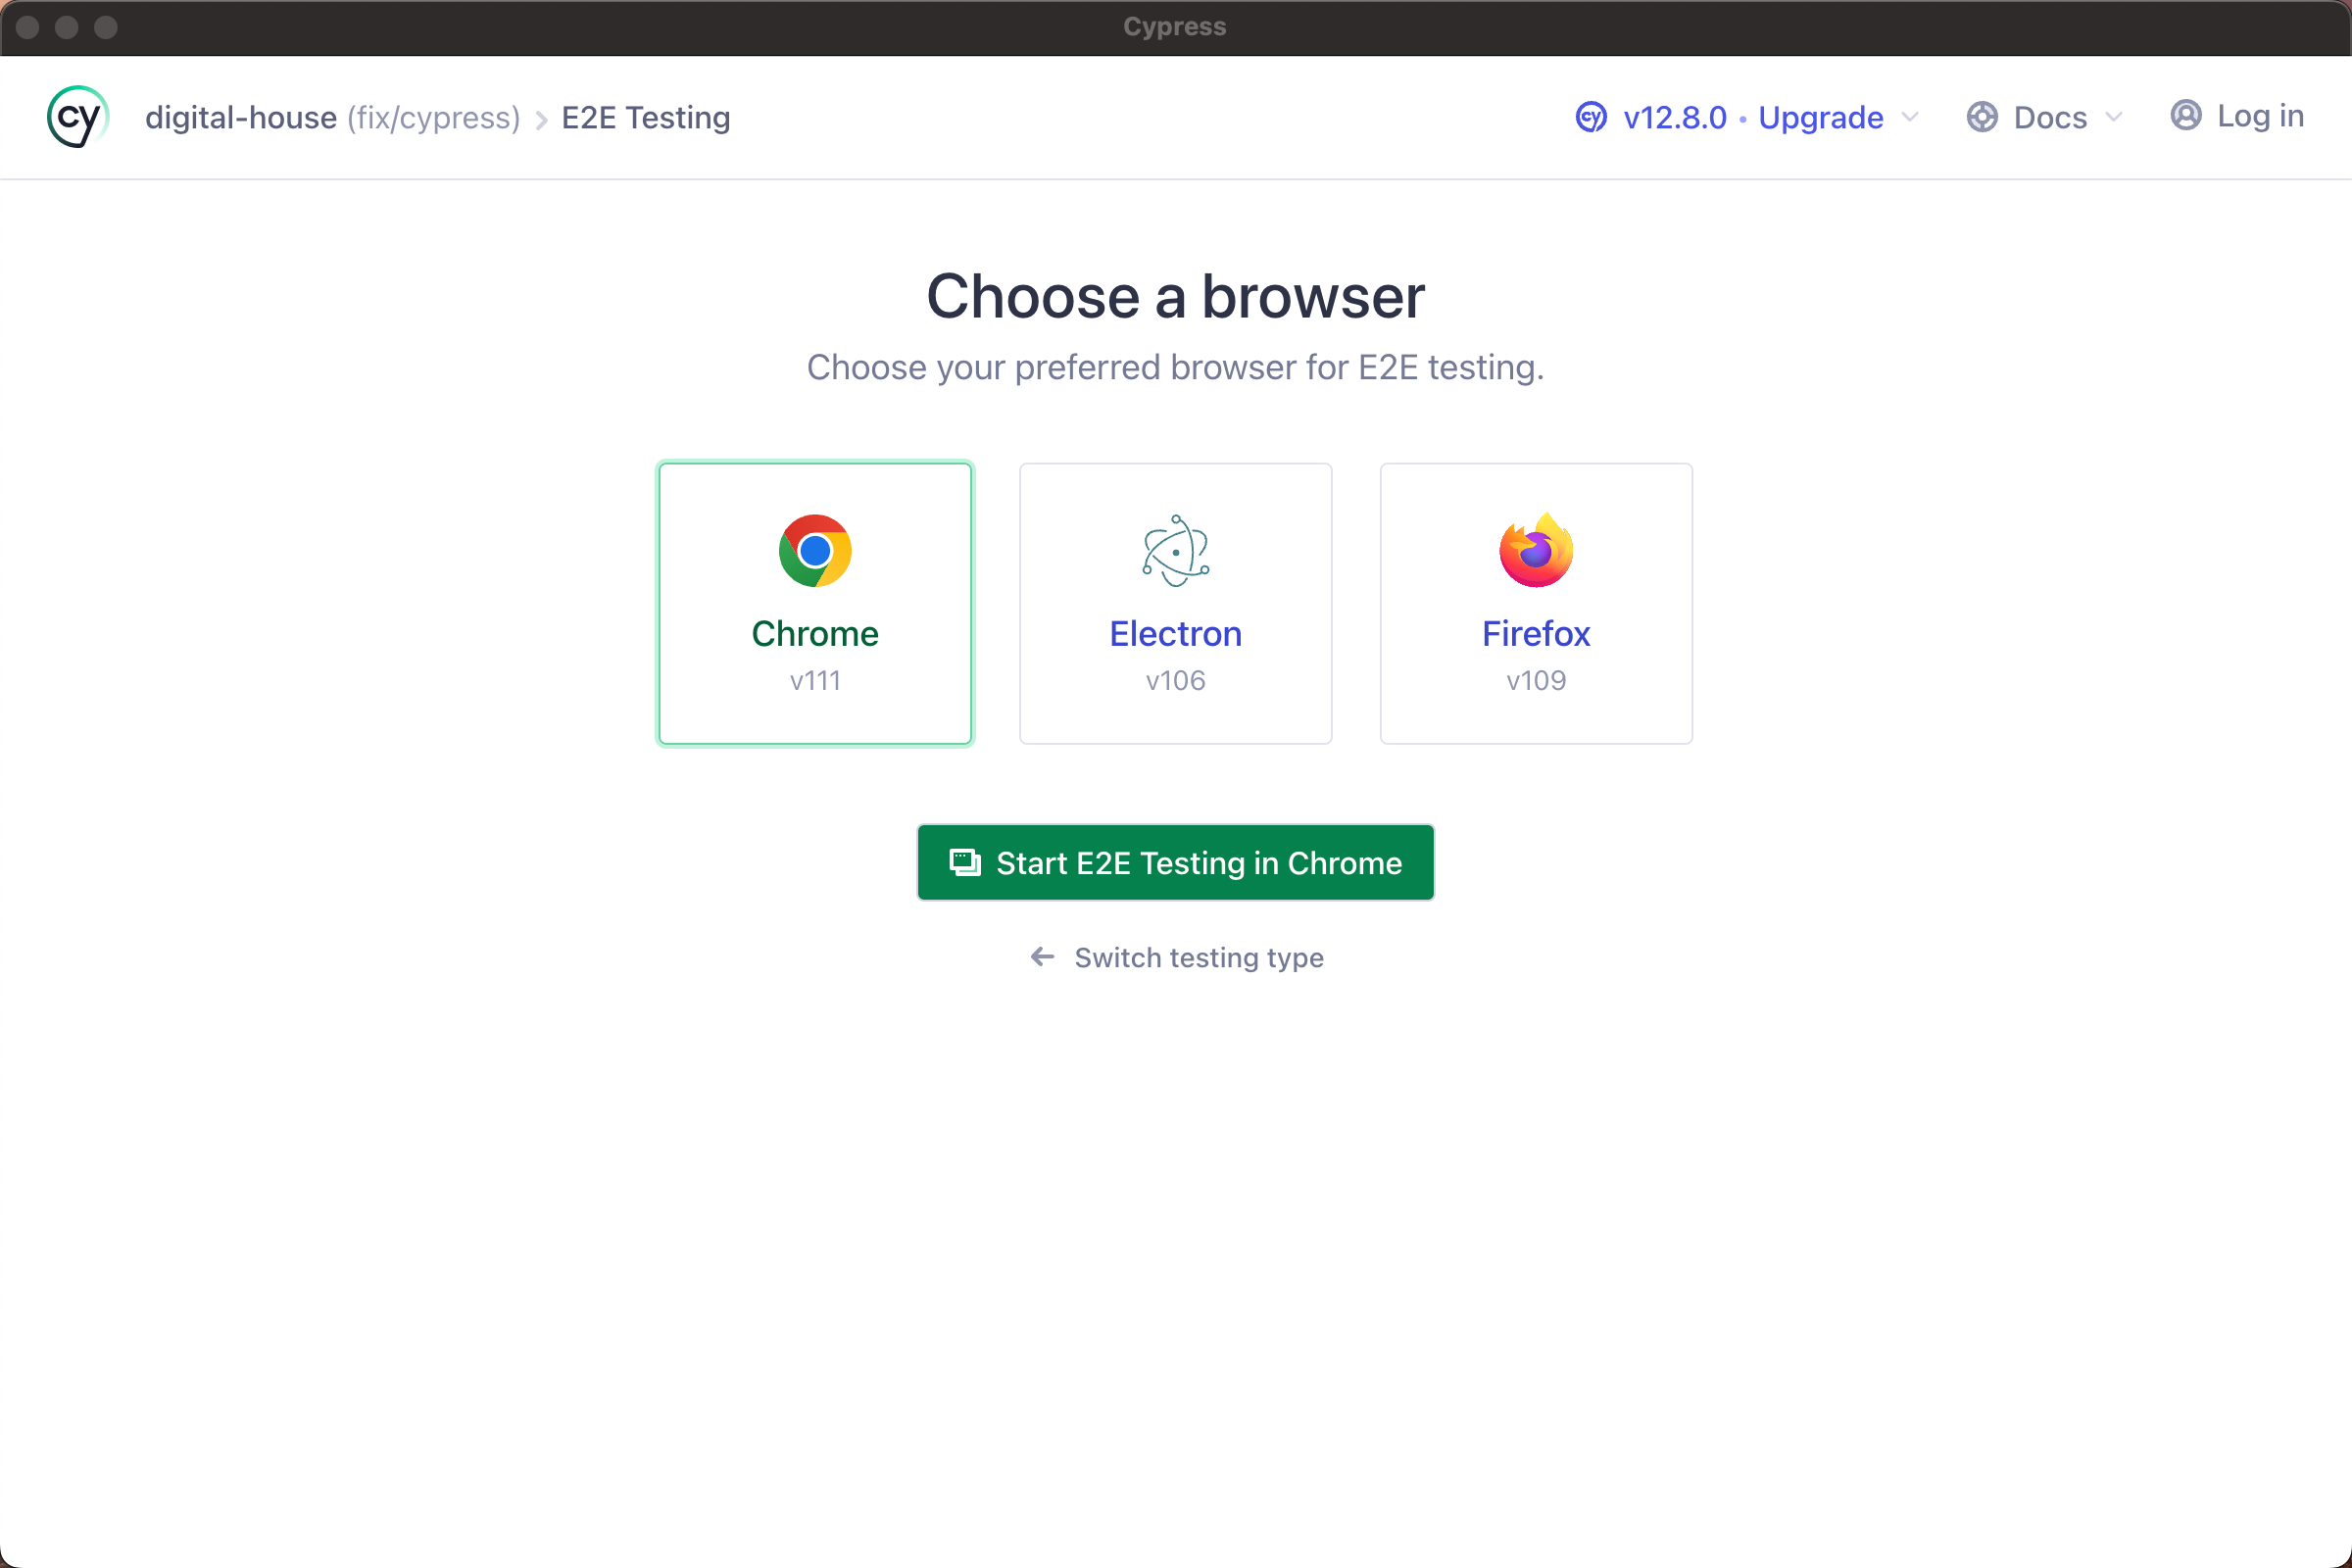 Cypress
cy digital-house (fix/cypress) E2E Testing cy v12.8.0 • Upgrade Docs Log in
Choose a browser
Choose your preferred browser for E2E testing.
Chrome Electron Firefox
v111 v106 v109
Start E2E Testing in Chrome
Switch testing type